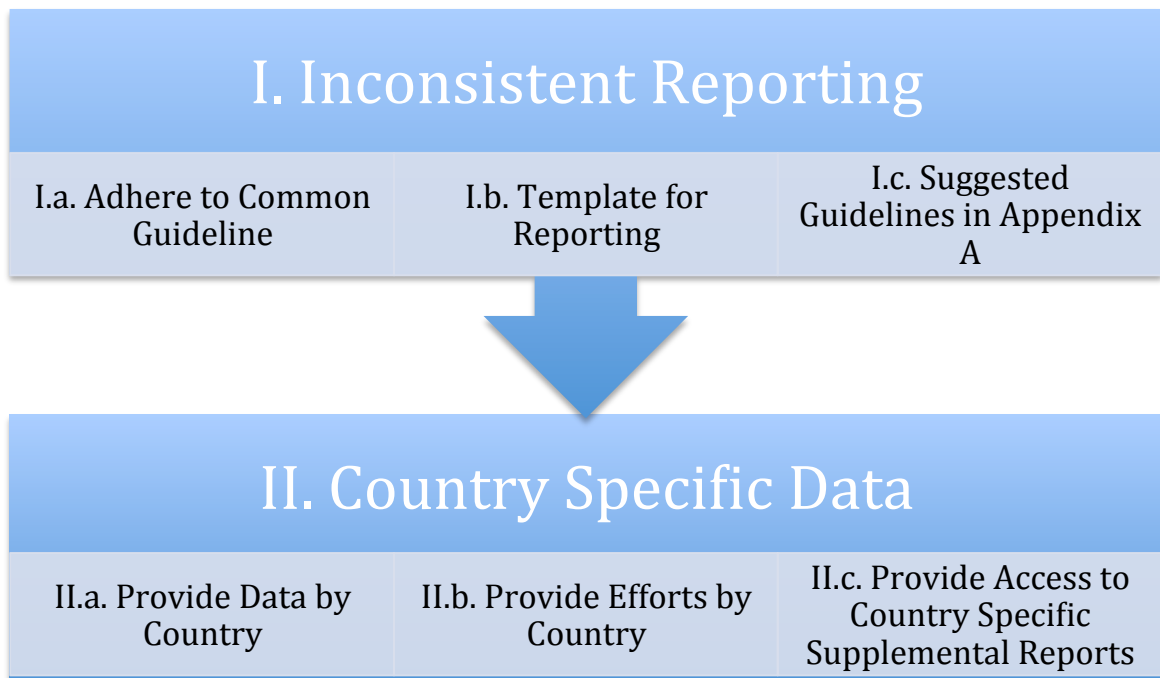 I. Inconsistent Reporting
I.a. Adhere to Common
Guideline
I.b. Template for
Reporting
I.c. Suggested
Guidelines in Appendix
A
II. Country Specific Data
II.a. Provide Data by
Country
II.b. Provide Efforts by
Country
II.c. Provide Access to
Country Specific
Supplemental Reports